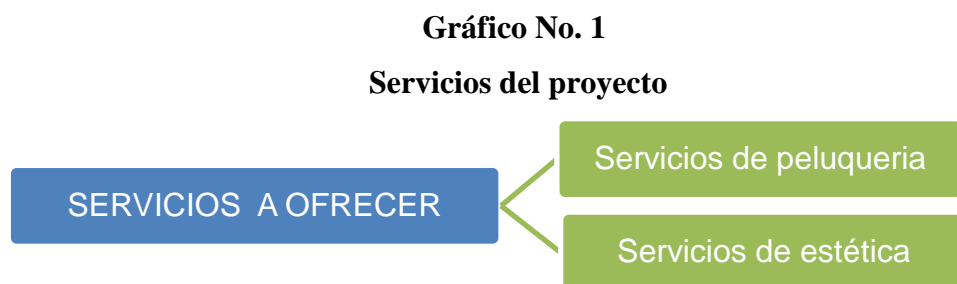 Gráfico No. 1
Servicios del proyecto
SERVICIOS A OFRECER
Servicios de peluqueria
Servicios de estética